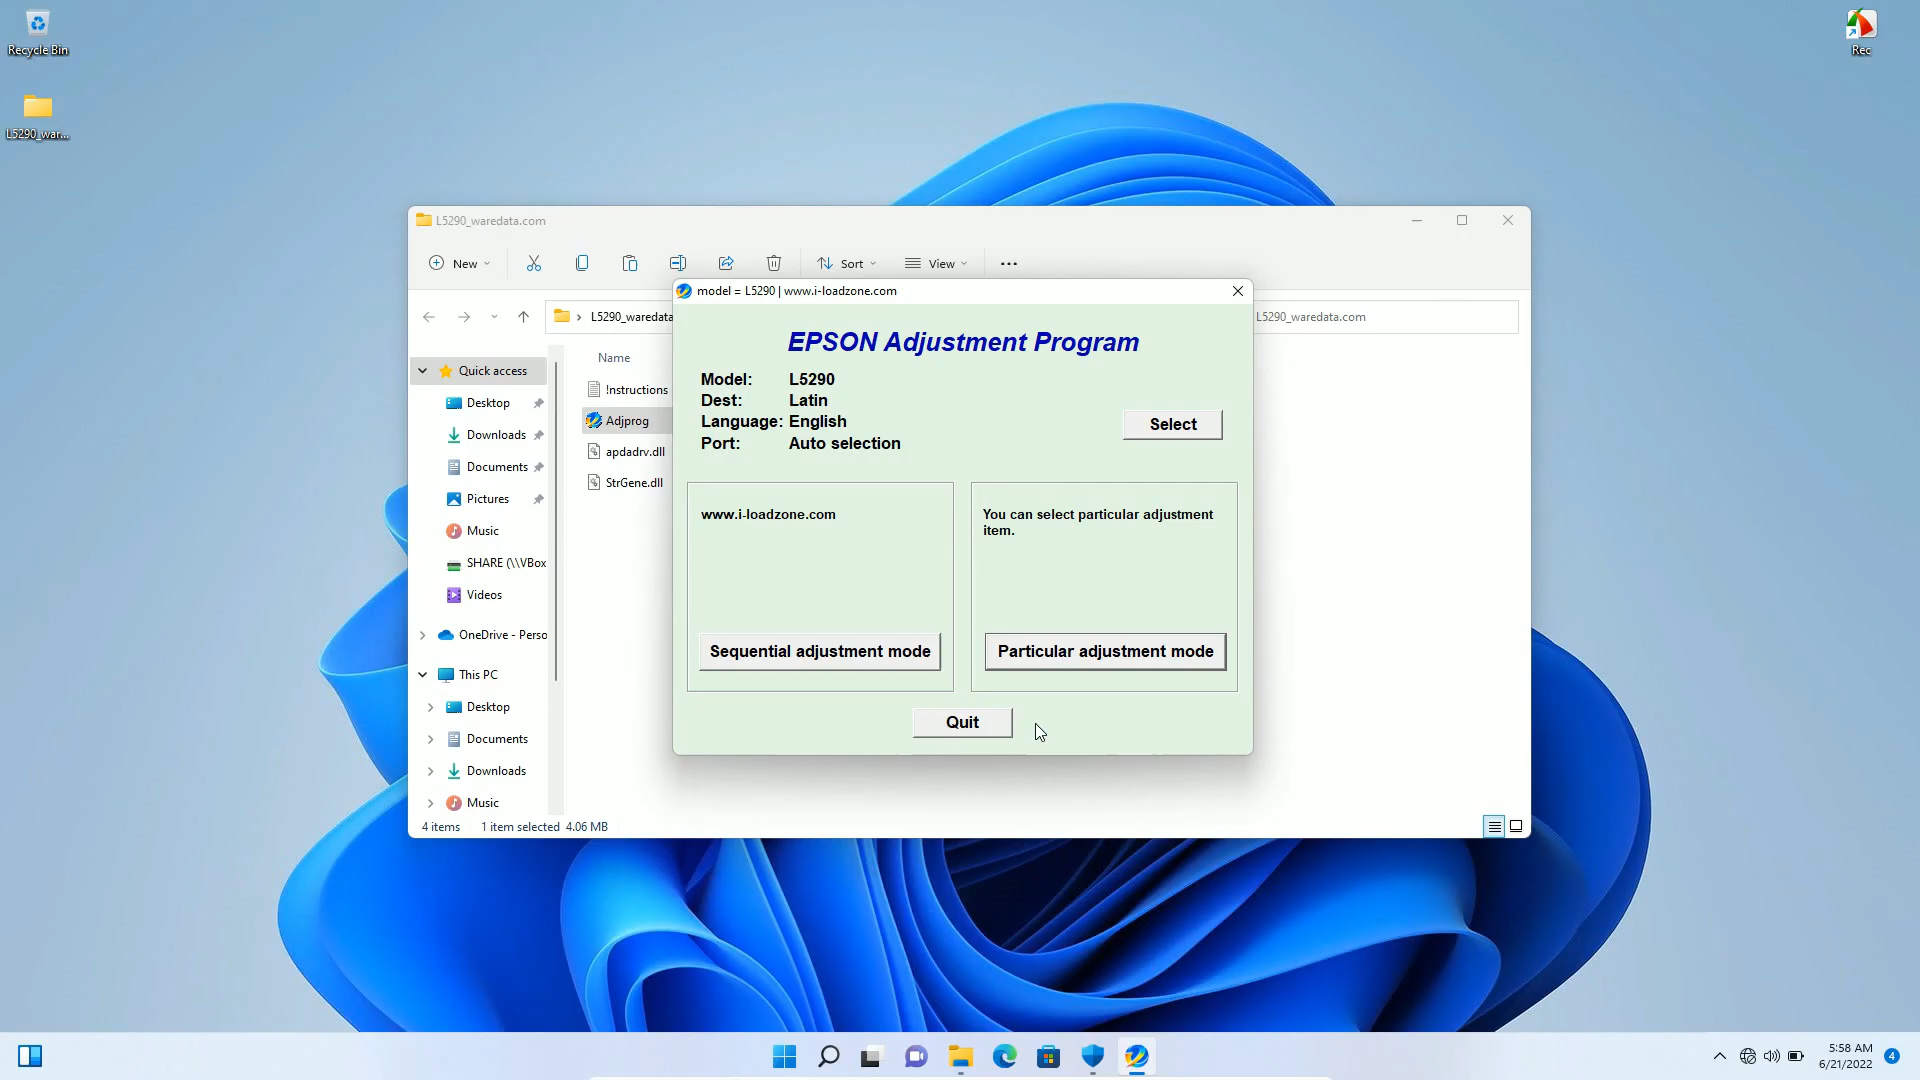 Recycle Bin
Rec
L5290_war...
L5290_waredata.com
New
Sort
View
L5290_waredata
L5290_waredata.com
model = L5290 | www.i-loadzone.com
EPSON Adjustment Program
Model: L5290
Dest: Latin
Language: English
Port: Auto selection
Select
www.i-loadzone.com
You can select particular adjustment
item.
Sequential adjustment mode
Particular adjustment mode
Quit
Name
!nstructions
Adjprog
apdadrv.dll
StrGene.dll
Quick access
Desktop
Downloads
Documents
Pictures
Music
SHARE (\\VBox
Videos
OneDrive - Perso
This PC
Desktop
Documents
Downloads
Music
4 items 1 item selected 4.06 MB
5:58 AM
6/21/2022
4